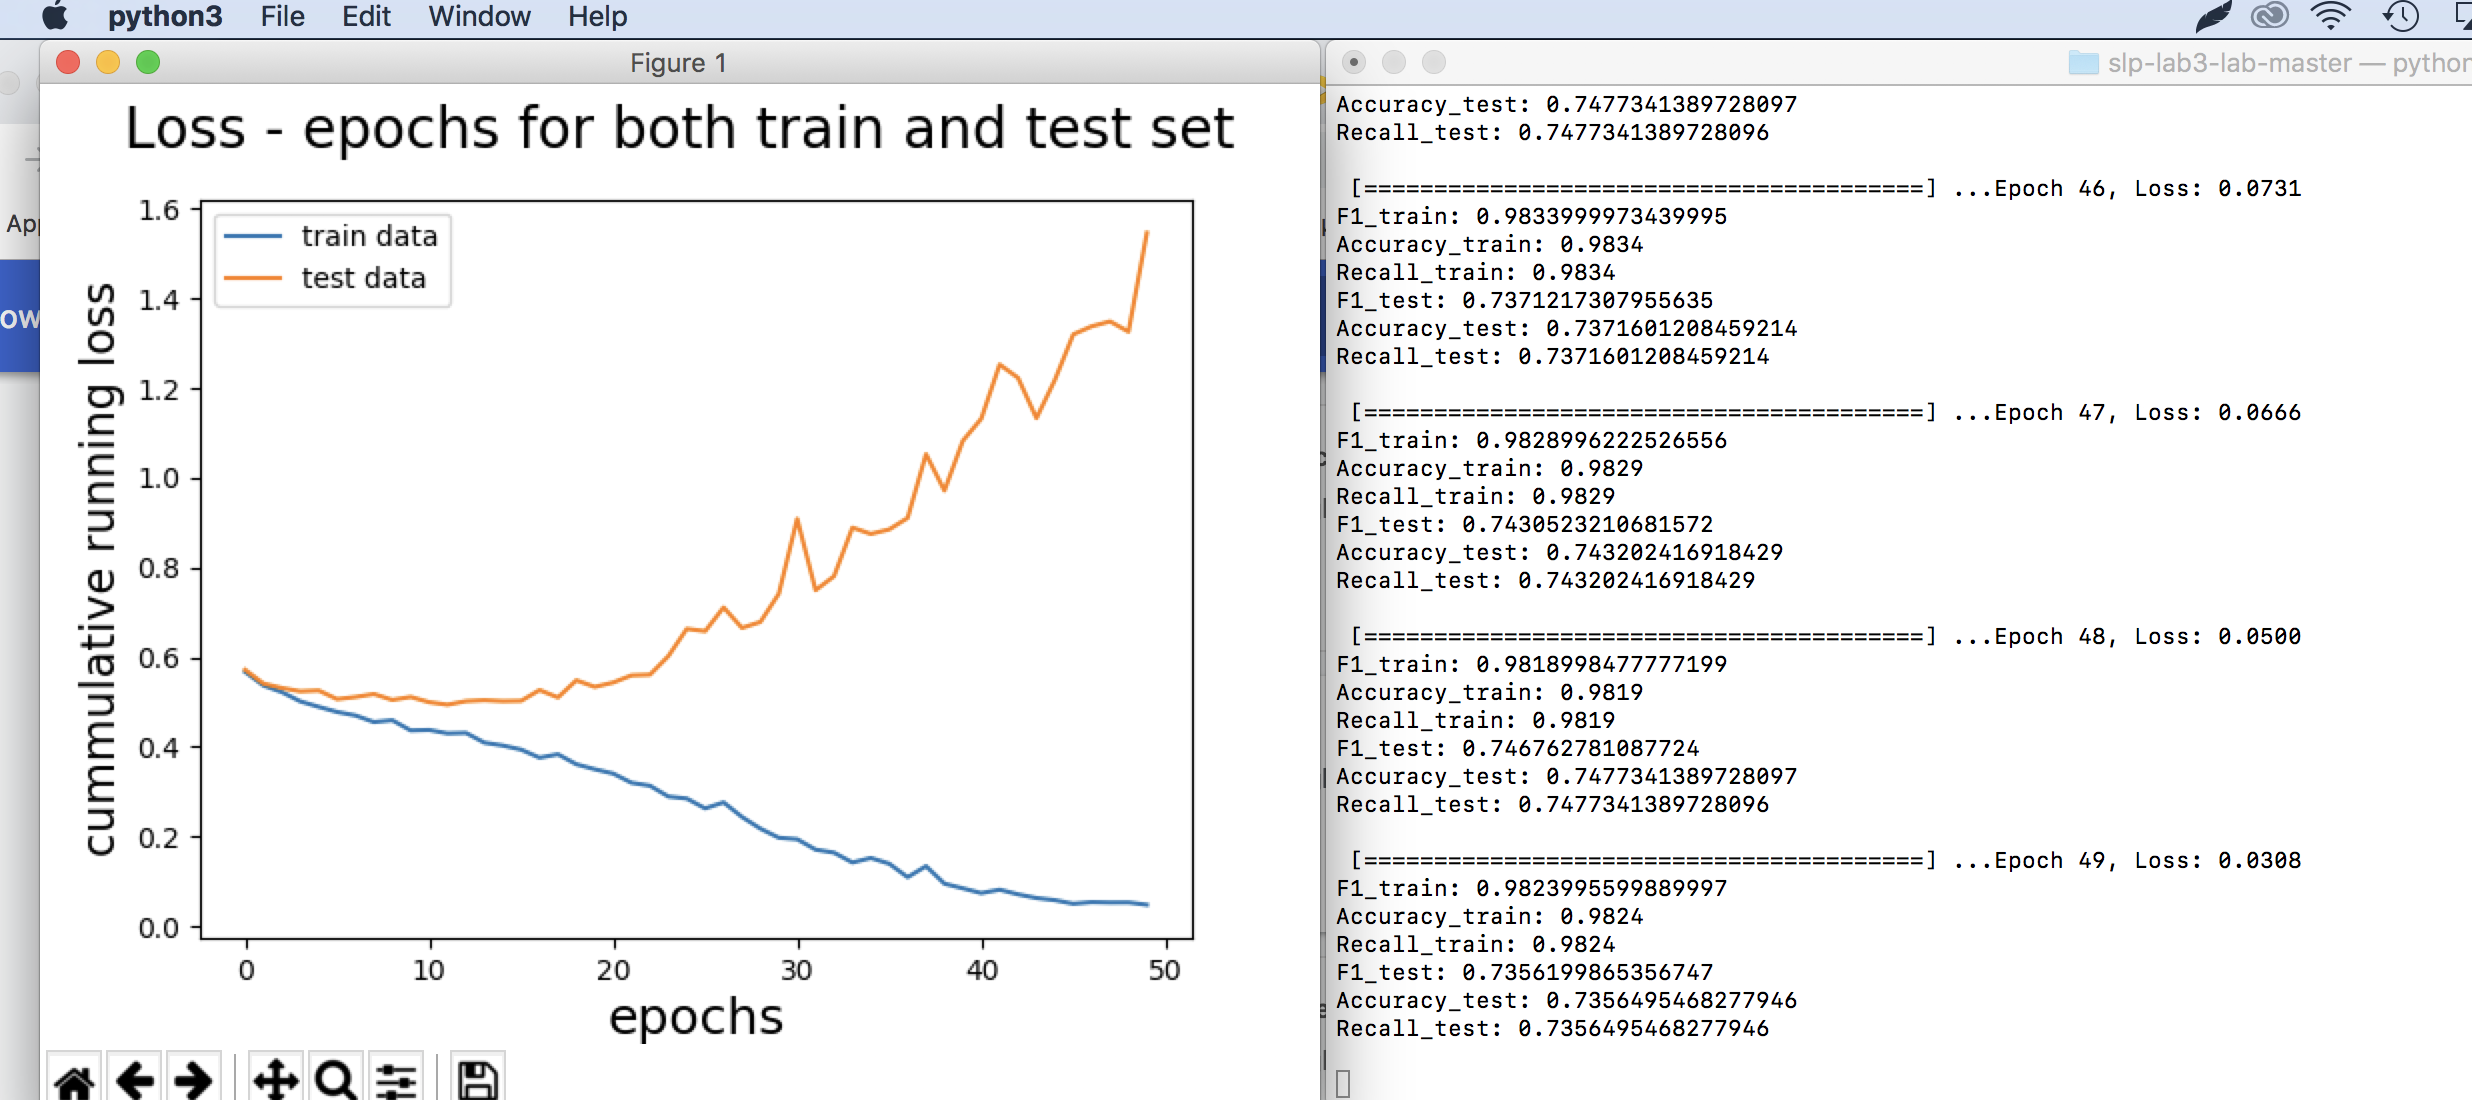 python3 File Edit Window Help
Figure 1
Loss - epochs for both train and test set
train data
test data
cummulative running loss
1.6
1.4
1.2
1.0
0.8
0.6
0.4
0.2
0.0
0 10 20 30 40 50
epochs
slp-lab3-lab-master — python
Accuracy_test: 0.7477341389728097
Recall_test: 0.7477341389728096
[========================================] ...Epoch 46, Loss: 0.0731
F1_train: 0.9833999973439995
Accuracy_train: 0.9834
Recall_train: 0.9834
F1_test: 0.7371217307955635
Accuracy_test: 0.7371601208459214
Recall_test: 0.7371601208459214
[========================================] ...Epoch 47, Loss: 0.0666
F1_train: 0.9828996222526556
Accuracy_train: 0.9829
Recall_train: 0.9829
F1_test: 0.7430523210681572
Accuracy_test: 0.743202416918429
Recall_test: 0.743202416918429
[========================================] ...Epoch 48, Loss: 0.0500
F1_train: 0.9818998477777199
Accuracy_train: 0.9819
Recall_train: 0.9819
F1_test: 0.746762781087724
Accuracy_test: 0.7477341389728097
Recall_test: 0.7477341389728096
[========================================] ...Epoch 49, Loss: 0.0308
F1_train: 0.9823995599889997
Accuracy_train: 0.9824
Recall_train: 0.9824
F1_test: 0.7356199865356747
Accuracy_test: 0.7356495468277946
Recall_test: 0.7356495468277946